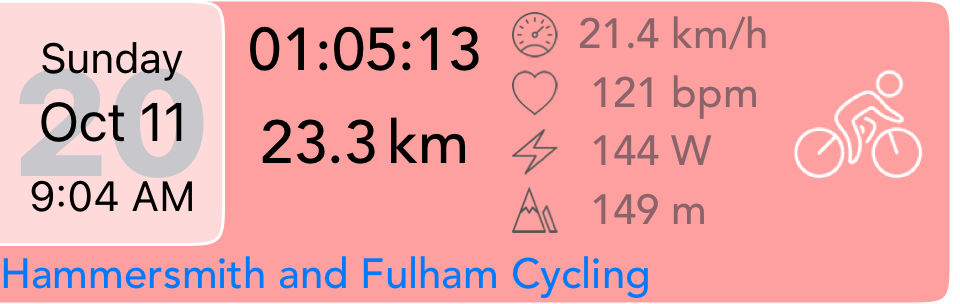 Sunday
20
Oct 11
9:04 AM
01:05:13
23.3 km
21.4 km/h
121 bpm
144 W
149 m
Hammersmith and Fulham Cycling